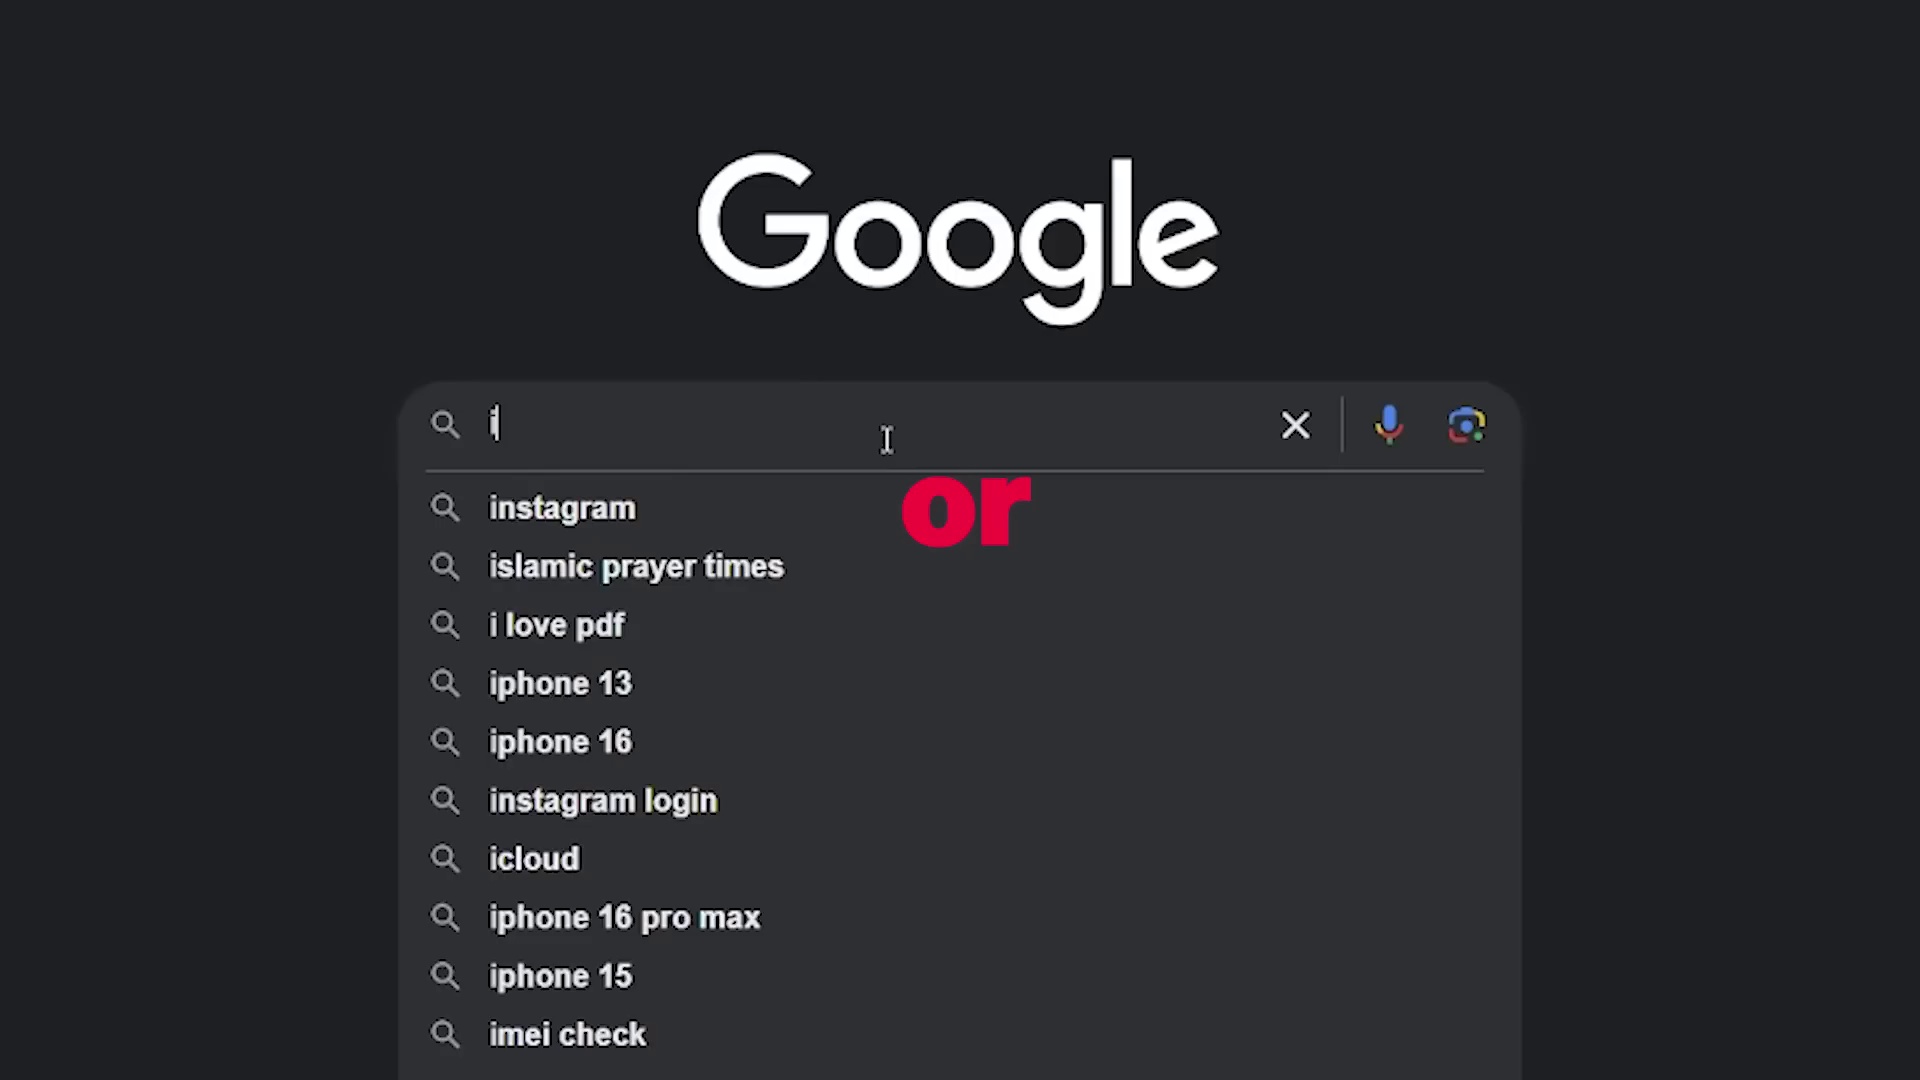 Google
i
or
instagram
islamic prayer times
i love pdf
iphone 13
iphone 16
instagram login
icloud
iphone 16 pro max
iphone 15
imei check